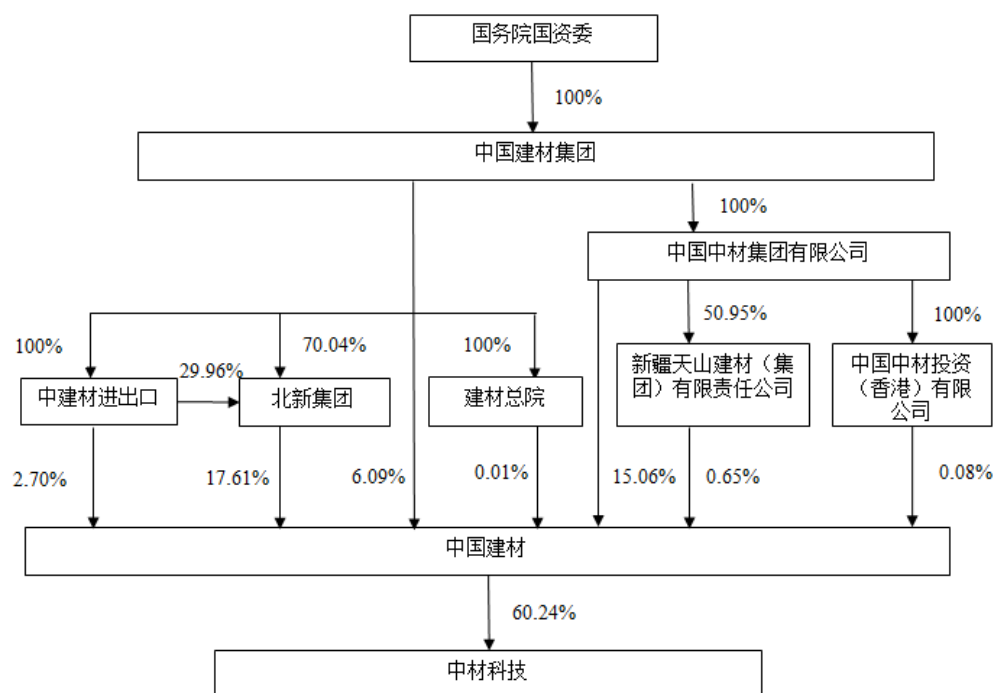 国务院国资委
100%
中国建材集团
100%
中国中材集团有限公司
50.95%
100%
100%
70.04%
100%
29.96%
中建材进出口
北新集团
建材总院
新疆天山建材（集
团）有限责任公司
中国中材投资
（香港）有限
公司
2.70%
17.61%
6.09%
0.01%
15.06%
0.65%
0.08%
中国建材
60.24%
中材科技